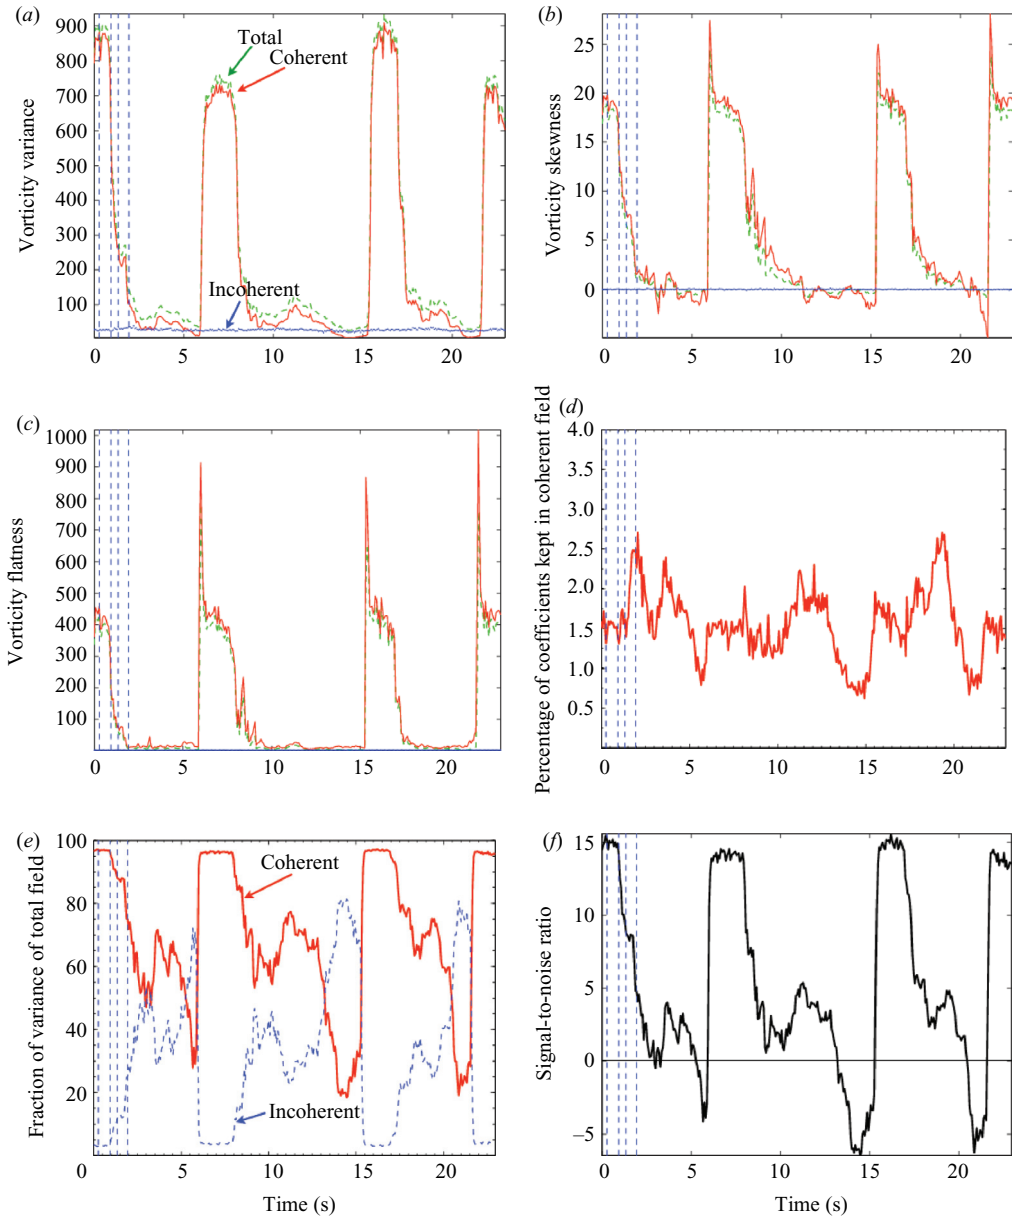 (a)
900
800
700
600
500
400
300
200
100
Vorticity variance
Total
Coherent
Incoherent
0 5 10 15 20
(b)
25
20
15
10
5
0
Vorticity skewness
0 5 10 15 20
(c)
1000
900
800
700
600
500
400
300
200
100
Vorticity flatness
0 5 10 15 20
(d)
4.0
3.5
3.0
2.5
2.0
1.5
1.0
0.5
Percentage of coefficients kept in coherent field
0 5 10 15 20
(e)
100
80
60
40
20
Fraction of variance of total field
Coherent
Incoherent
0 5 10 15 20
Time (s)
(f)
15
10
5
0
−5
Signal-to-noise ratio
0 5 10 15 20
Time (s)